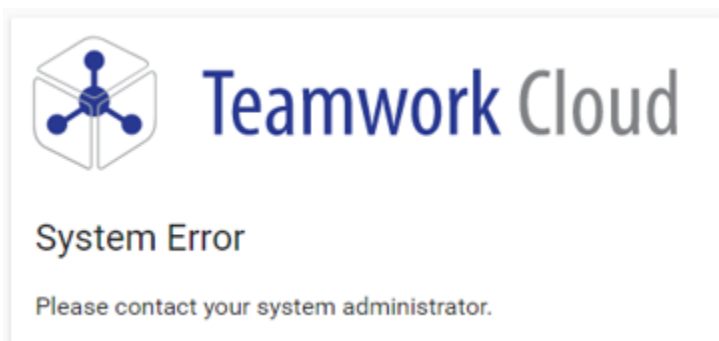 Teamwork Cloud
System Error
Please contact your system administrator.